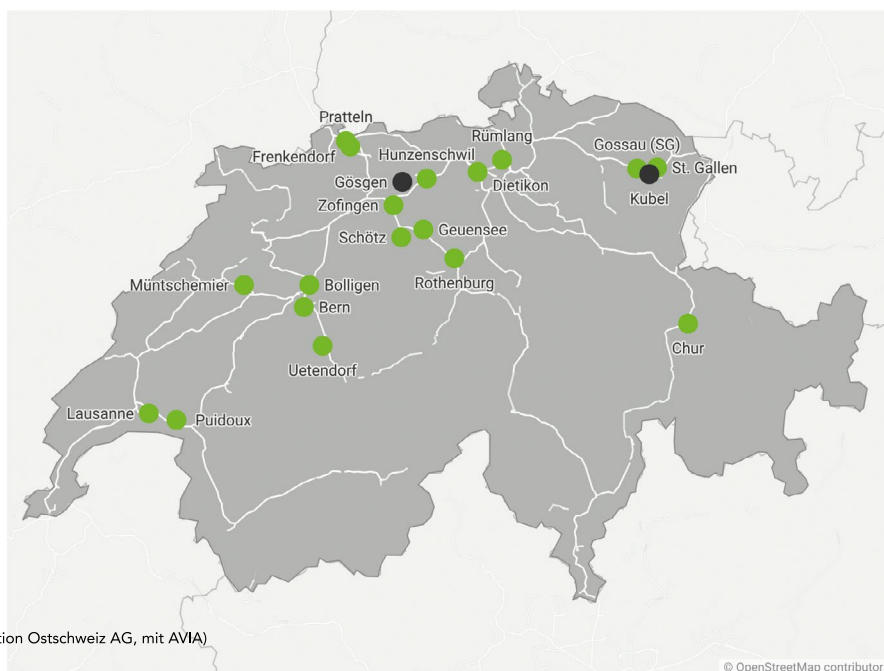 Pratteln
Rümlang
Frenkendorf
Hunzenschwil
Gossau (SG)
Gösgen
Dietikon
St. Gallen
Zofingen
Kubel
Schötz
Geuensee
Rothenburg
Müntschemier
Bolligen
Bern
Chur
Uetendorf
Lausanne
Puidoux
tion Ostschweiz AG, mit AVIA)
© OpenStreetMap contributor